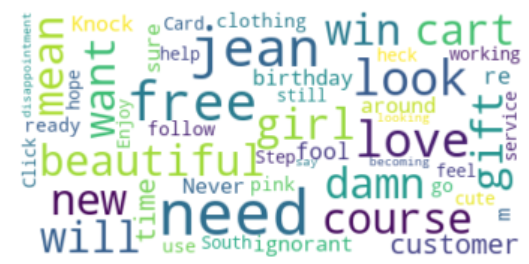 disappointment
mean
Knock
hope
want
sure
Card
clothing
help
jean
win
cart
heck
working
birthday
look
re
still
free
around
looking
ready
Enjoy
follow
girl
love
gift
service
Click
beautiful
Step
fool
say
becoming
feel
Never
pink
damn
go
cute
new
time
need
course
m
will
use
South
ignorant
customer